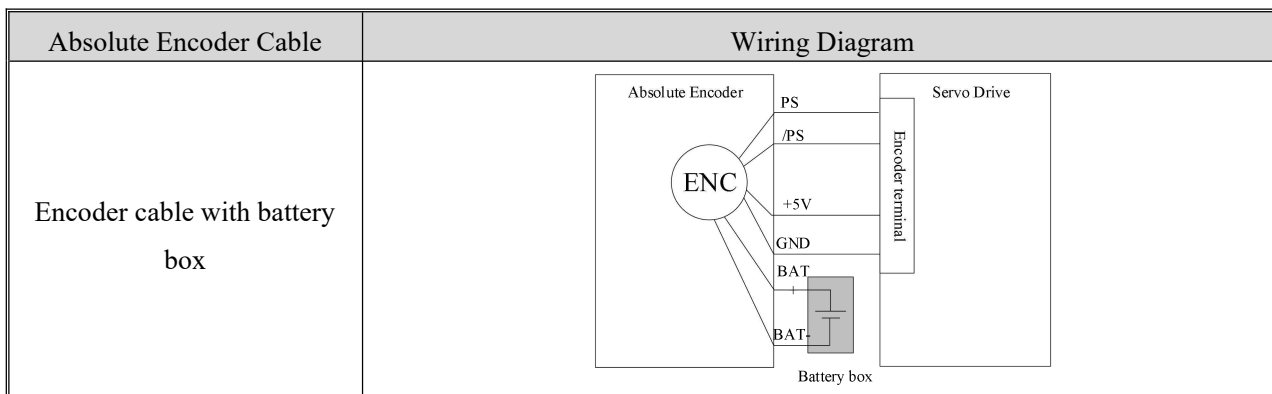 Absolute Encoder Cable
Wiring Diagram
Encoder cable with battery
box
Absolute Encoder
Servo Drive
PS
/PS
ENC
+5V
GND
BAT
BAT-
Encoder terminal
Battery box